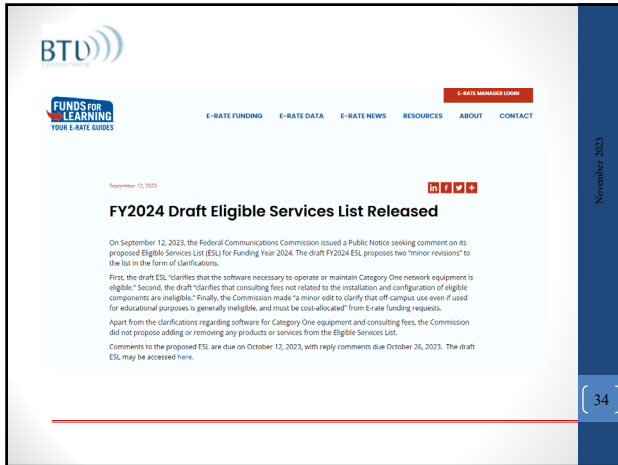 BTU
E-RATE MANAGER LOGIN
FUNDS FOR
LEARNING
YOUR E-RATE GUIDES
E-RATE FUNDING E-RATE DATA E-RATE NEWS RESOURCES ABOUT CONTACT
September 12, 2023
FY2024 Draft Eligible Services List Released
On September 12, 2023, the Federal Communications Commission issued a Public Notice seeking comment on its
proposed Eligible Services List (ESL) for Funding Year 2024. The draft FY2024 ESL proposes two "minor revisions" to
the list in the form of clarifications.
First, the draft ESL "clarifies that the software necessary to operate or maintain Category One network equipment is
eligible." Second, the draft "clarifies that consulting fees not related to the installation and configuration of eligible
components are ineligible." Finally, the Commission made "a minor edit to clarify that off-campus use even if used
for educational purposes is generally ineligible, and must be cost-allocated" from E-rate funding requests.
Apart from the clarifications regarding software for Category One equipment and consulting fees, the Commission
did not propose adding or removing any products or services from the Eligible Services List.
Comments to the proposed ESL are due on October 12, 2023, with reply comments due October 26, 2023. The draft
ESL may be accessed here.
November 2023
34